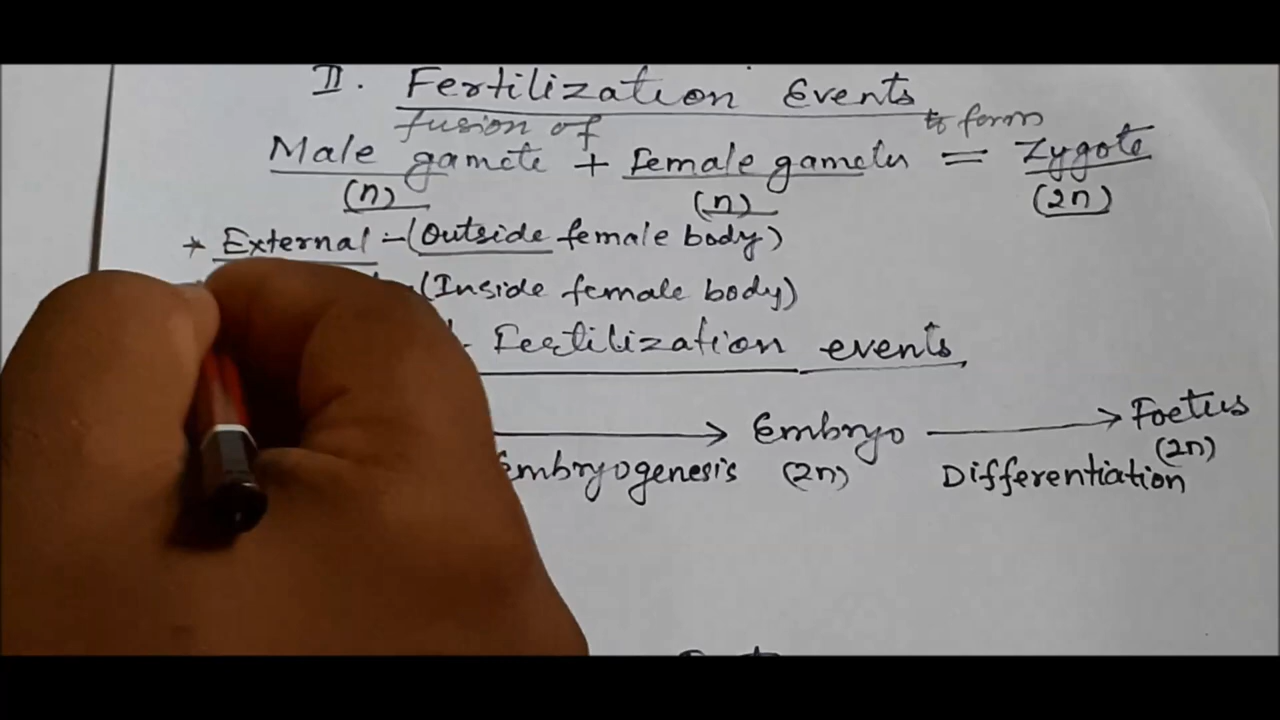 II. Fertilization Events
fusion of to form
Male gamete + Female gametes = Zygote
(n) (n) (2n)
* External - (Outside female body)
(Inside female body)
Fertilization events
Embryo Foetus
(2n)
embryogenesis (2n) Differentiation